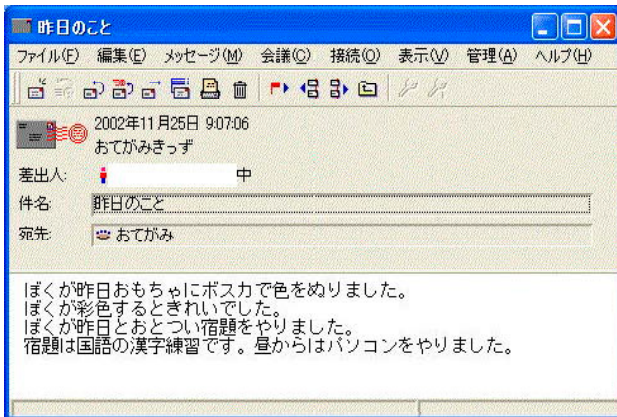 昨日のこと
ファイル(F) 編集(E) メッセージ(M) 会議(C) 接続(O) 表示(V) 管理(A) ヘルプ(H)
2002年11月25日 9:07:06
おてがみきっず
差出人: 中
件名: 昨日のこと
宛先: おてがみ
ぼくが昨日おもちゃにポスカで色をぬりました。
ぼくが彩色するときれいでした。
ぼくが昨日とおとつい宿題をやりました。
宿題は国語の漢字練習です。昼からはパソコンをやりました。